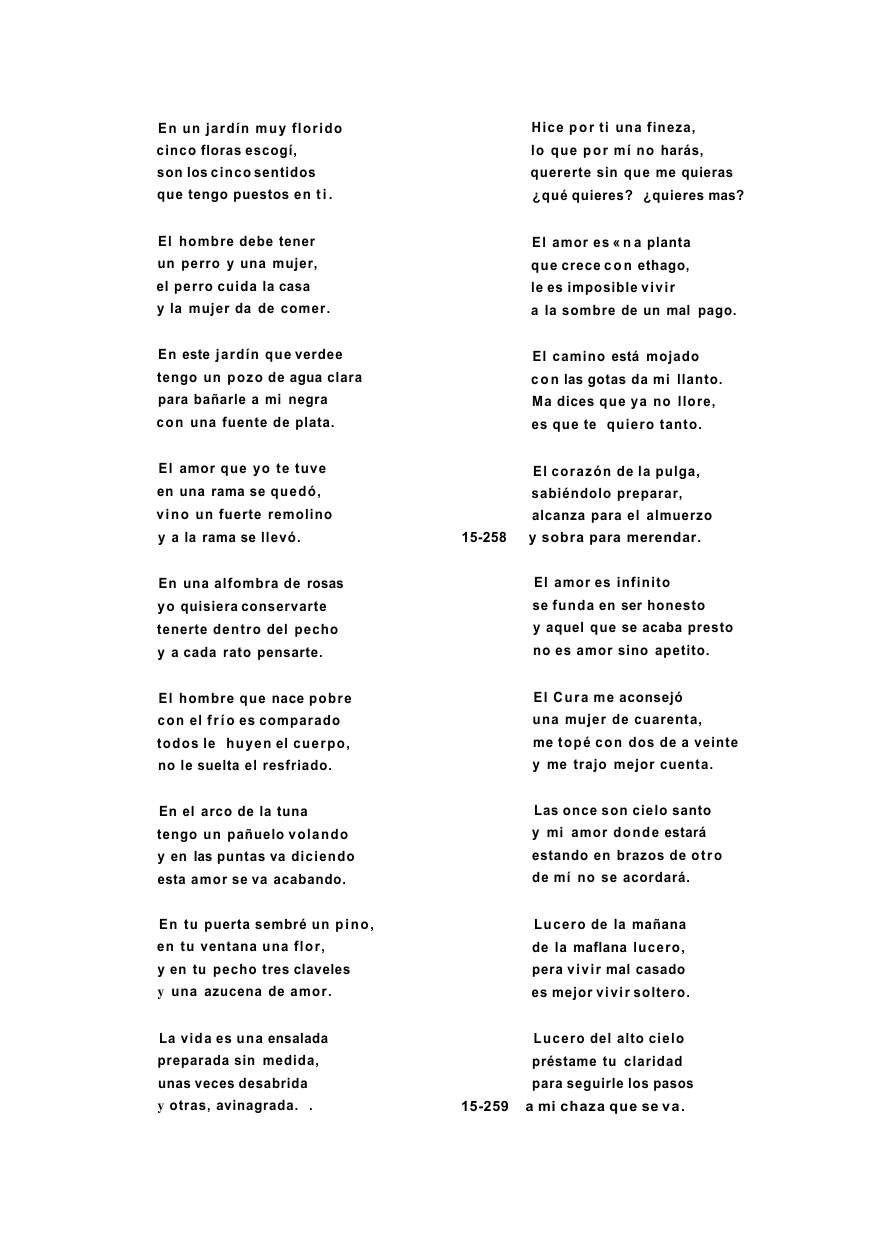 En un jardín muy florido
cinco floras escogí,
son los cinco sentidos
que tengo puestos en ti.

El hombre debe tener
un perro y una mujer,
el perro cuida la casa
y la mujer da de comer.

En este jardín que verdee
tengo un pozo de agua clara
para bañarle a mi negra
con una fuente de plata.

El amor que yo te tuve
en una rama se quedó,
vino un fuerte remolino
y a la rama se llevó.

En una alfombra de rosas
yo quisiera conservarte
tenerte dentro del pecho
y a cada rato pensarte.

El hombre que nace pobre
con el frío es comparado
todos le huyen el cuerpo,
no le suelta el resfriado.

En el arco de la tuna
tengo un pañuelo volando
y en las puntas va diciendo
esta amor se va acabando.

En tu puerta sembré un pino,
en tu ventana una flor,
y en tu pecho tres claveles
y una azucena de amor.

La vida es una ensalada
preparada sin medida,
unas veces desabrida
y otras, avinagrada. .

Hice por ti una fineza,
lo que por mí no harás,
quererte sin que me quieras
¿qué quieres? ¿quieres mas?

El amor es «na planta
que crece con ethago,
le es imposible vivir
a la sombre de un mal pago.

El camino está mojado
con las gotas da mi llanto.
Ma dices que ya no llore,
es que te quiero tanto.

El corazón de la pulga,
sabiéndolo preparar,
alcanza para el almuerzo
15-258 y sobra para merendar.

El amor es infinito
se funda en ser honesto
y aquel que se acaba presto
no es amor sino apetito.

El Cura me aconsejó
una mujer de cuarenta,
me topé con dos de a veinte
y me trajo mejor cuenta.

Las once son cielo santo
y mi amor donde estará
estando en brazos de otro
de mí no se acordará.

Lucero de la mañana
de la maflana lucero,
pera vivir mal casado
es mejor vivir soltero.

Lucero del alto cielo
préstame tu claridad
para seguirle los pasos
15-259 a mi chaza que se va.